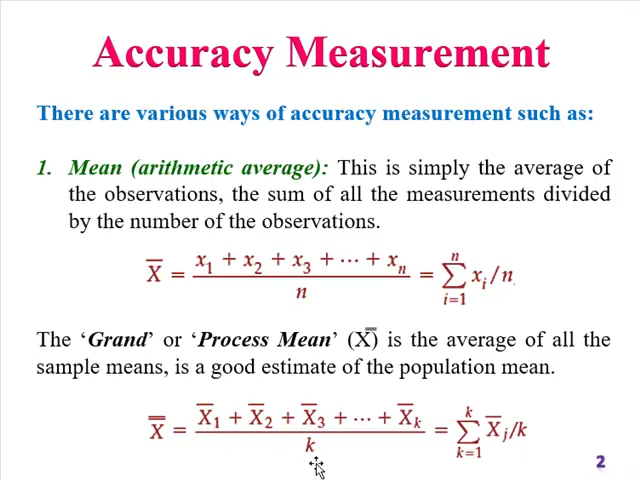 Accuracy Measurement
There are various ways of accuracy measurement such as:
1. Mean (arithmetic average): This is simply the average of
the observations, the sum of all the measurements divided
by the number of the observations.
X̅ = (x₁ + x₂ + x₃ + ⋯ + xₙ) / n = ∑ⁿᵢ₌₁ xᵢ/n
The ‘Grand’ or ‘Process Mean’ (X̿) is the average of all the
sample means, is a good estimate of the population mean.
X̿ = (X̅₁ + X̅₂ + X̅₃ + ⋯ + X̅ₖ) / k = ∑ᵏₖ₌₁ X̅ⱼ/k
2